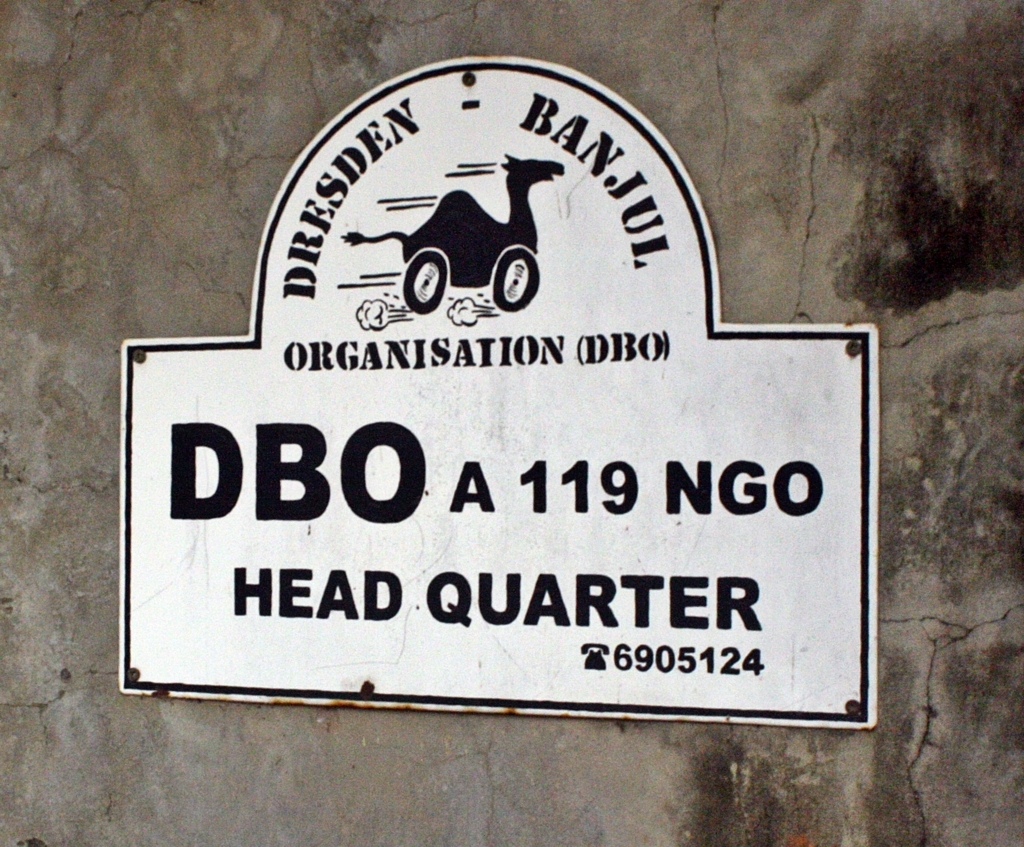 DRESDEN - BANJUL
ORGANISATION (DBO)
DBO A 119 NGO
HEAD QUARTER
☎6905124